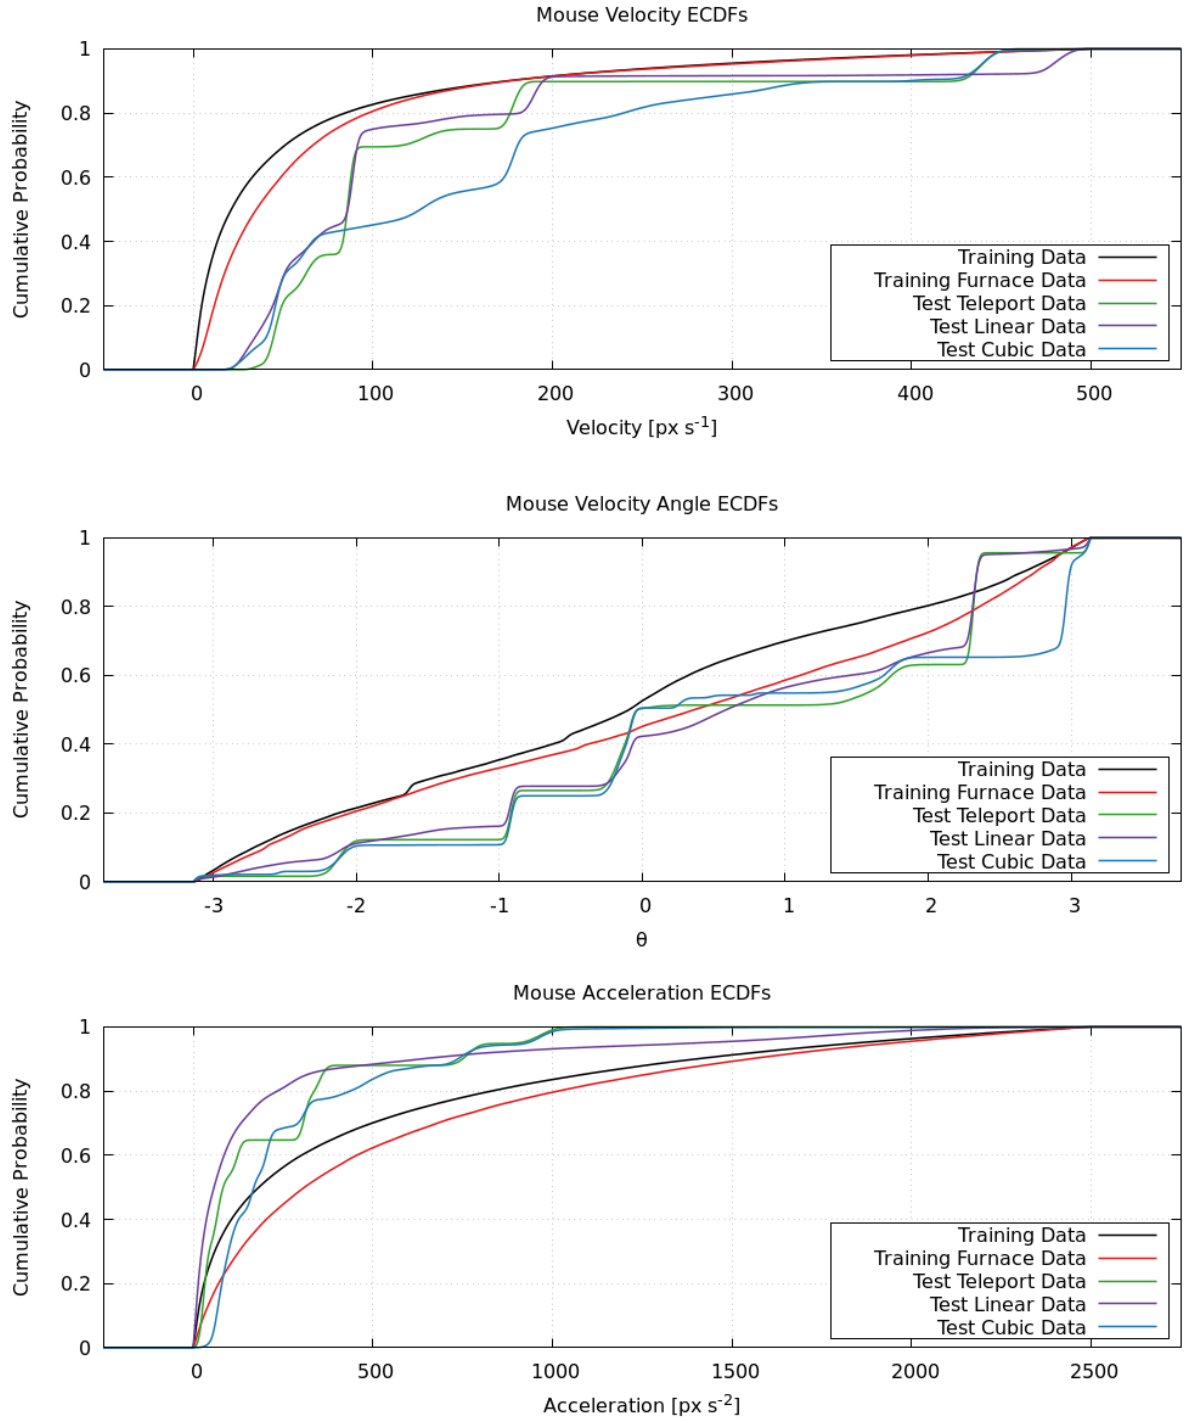 Mouse Velocity ECDFs
1
0.8
0.6
0.4
0.2
0
Cumulative Probability
Training Data
Training Furnace Data
Test Teleport Data
Test Linear Data
Test Cubic Data
0 100 200 300 400 500
Velocity [px s⁻¹]
Mouse Velocity Angle ECDFs
1
0.8
0.6
0.4
0.2
0
Cumulative Probability
Training Data
Training Furnace Data
Test Teleport Data
Test Linear Data
Test Cubic Data
-3 -2 -1 0 1 2 3
θ
Mouse Acceleration ECDFs
1
0.8
0.6
0.4
0.2
0
Cumulative Probability
Training Data
Training Furnace Data
Test Teleport Data
Test Linear Data
Test Cubic Data
0 500 1000 1500 2000 2500
Acceleration [px s⁻²]